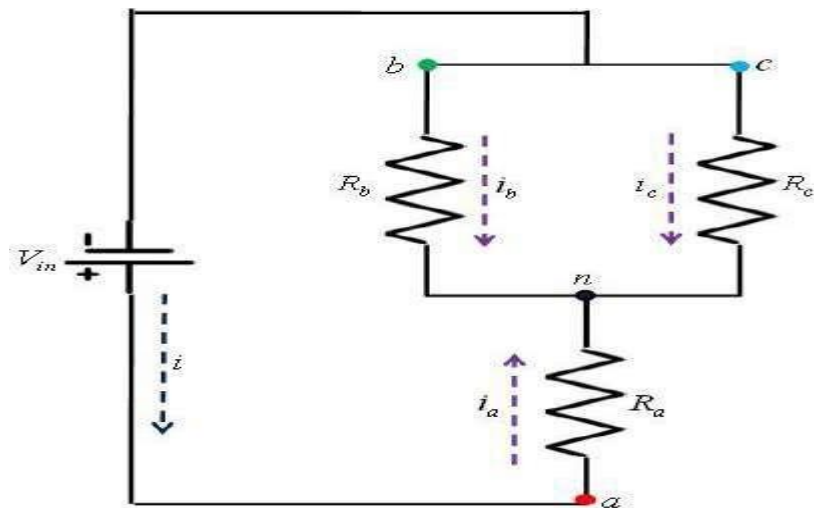 b c
R_b i_b i_c R_c
V_in - +
n
i
i_a R_a
a